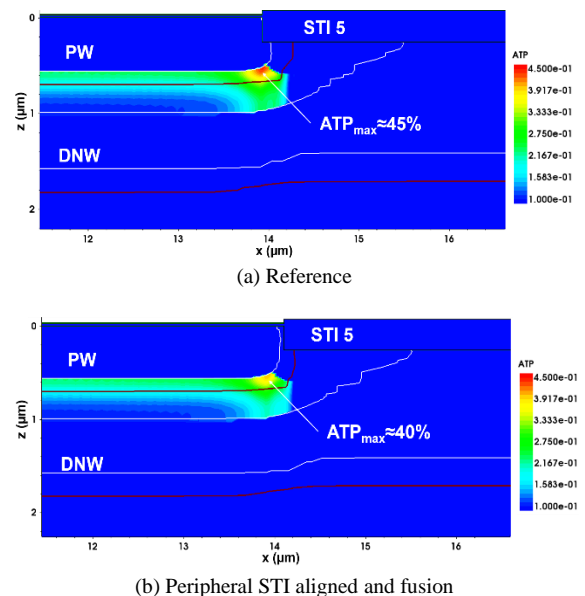 STI 5
ATP
0
PW
4.500e-01
3.917e-01
3.333e-01
z (µm)
1
2.750e-01
2.167e-01
ATPmax≈45%
1.583e-01
DNW
1.000e-01
2
12 13 14 15 16
x (µm)
(a) Reference
0
STI 5
ATP
PW
4.500e-01
3.917e-01
3.333e-01
z (µm)
1
2.750e-01
2.167e-01
ATPmax≈40%
1.583e-01
DNW
1.000e-01
2
12 13 14 15 16
x (µm)
(b) Peripheral STI aligned and fusion